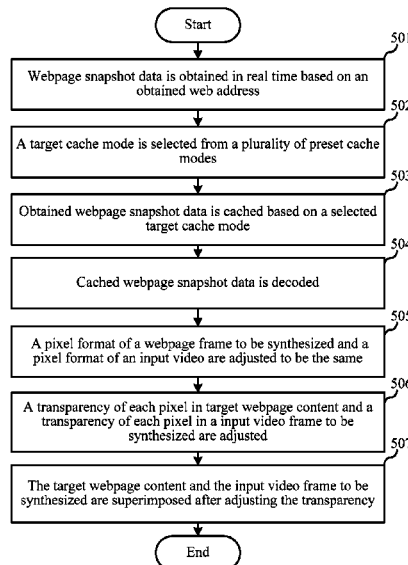 Start
501
Webpage snapshot data is obtained in real time based on an
obtained web address
502
A target cache mode is selected from a plurality of preset cache
modes
503
Obtained webpage snapshot data is cached based on a selected
target cache mode
504
Cached webpage snapshot data is decoded
505
A pixel format of a webpage frame to be synthesized and a
pixel format of an input video are adjusted to be the same
506
A transparency of each pixel in target webpage content and a
transparency of each pixel in a input video frame to be
synthesized are adjusted
507
The target webpage content and the input video frame to be
synthesized are superimposed after adjusting the transparency
End